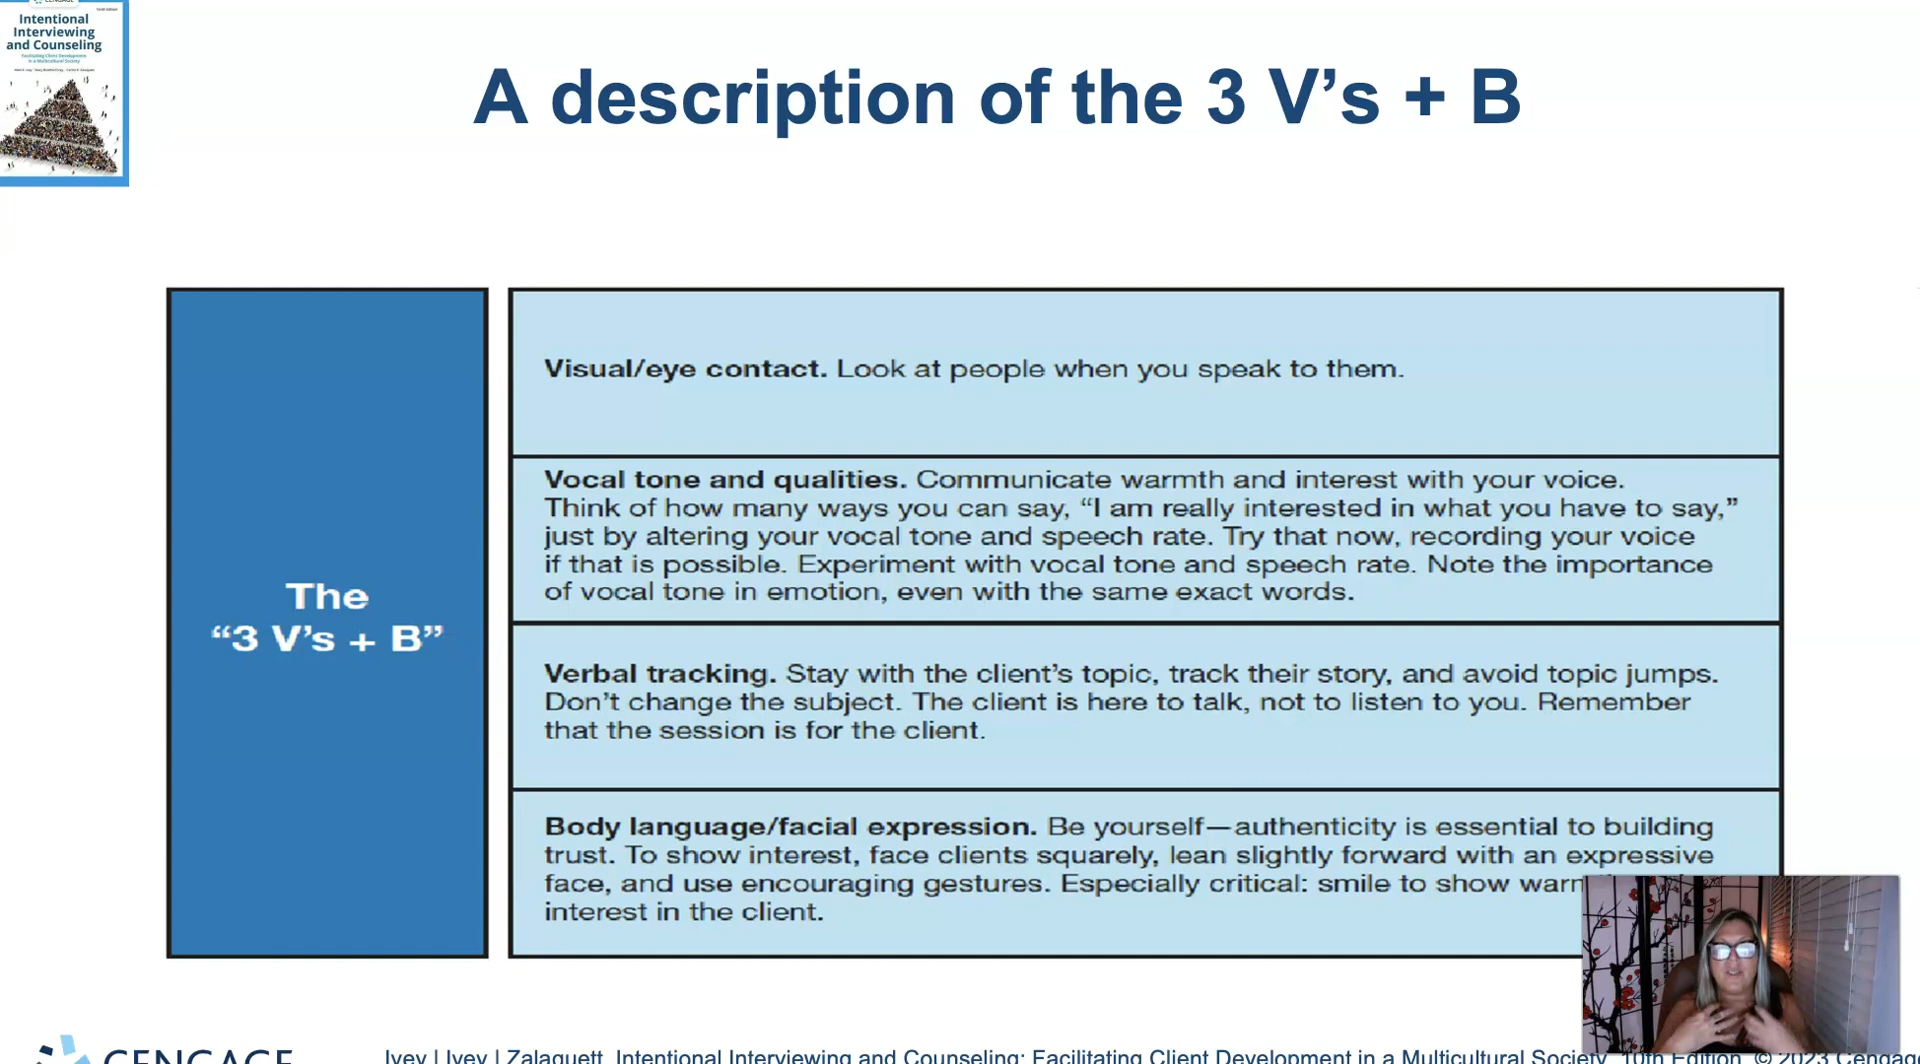 CENGAGE
Intentional
Interviewing
and Counseling
Facilitating Client Development
in a Multicultural Society
A description of the 3 V’s + B
The
“3 V’s + B”
Visual/eye contact. Look at people when you speak to them.
Vocal tone and qualities. Communicate warmth and interest with your voice.
Think of how many ways you can say, “I am really interested in what you have to say,”
just by altering your vocal tone and speech rate. Try that now, recording your voice
if that is possible. Experiment with vocal tone and speech rate. Note the importance
of vocal tone in emotion, even with the same exact words.
Verbal tracking. Stay with the client’s topic, track their story, and avoid topic jumps.
Don’t change the subject. The client is here to talk, not to listen to you. Remember
that the session is for the client.
Body language/facial expression. Be yourself—authenticity is essential to building
trust. To show interest, face clients squarely, lean slightly forward with an expressive
face, and use encouraging gestures. Especially critical: smile to show
interest in the client.
CENGAGE
Ivey | Ivey | Zalaquett, Intentional Interviewing and Counseling: Facilitating Client Development in a Multicultural Society, 10th Edition. © 2023 Cengage